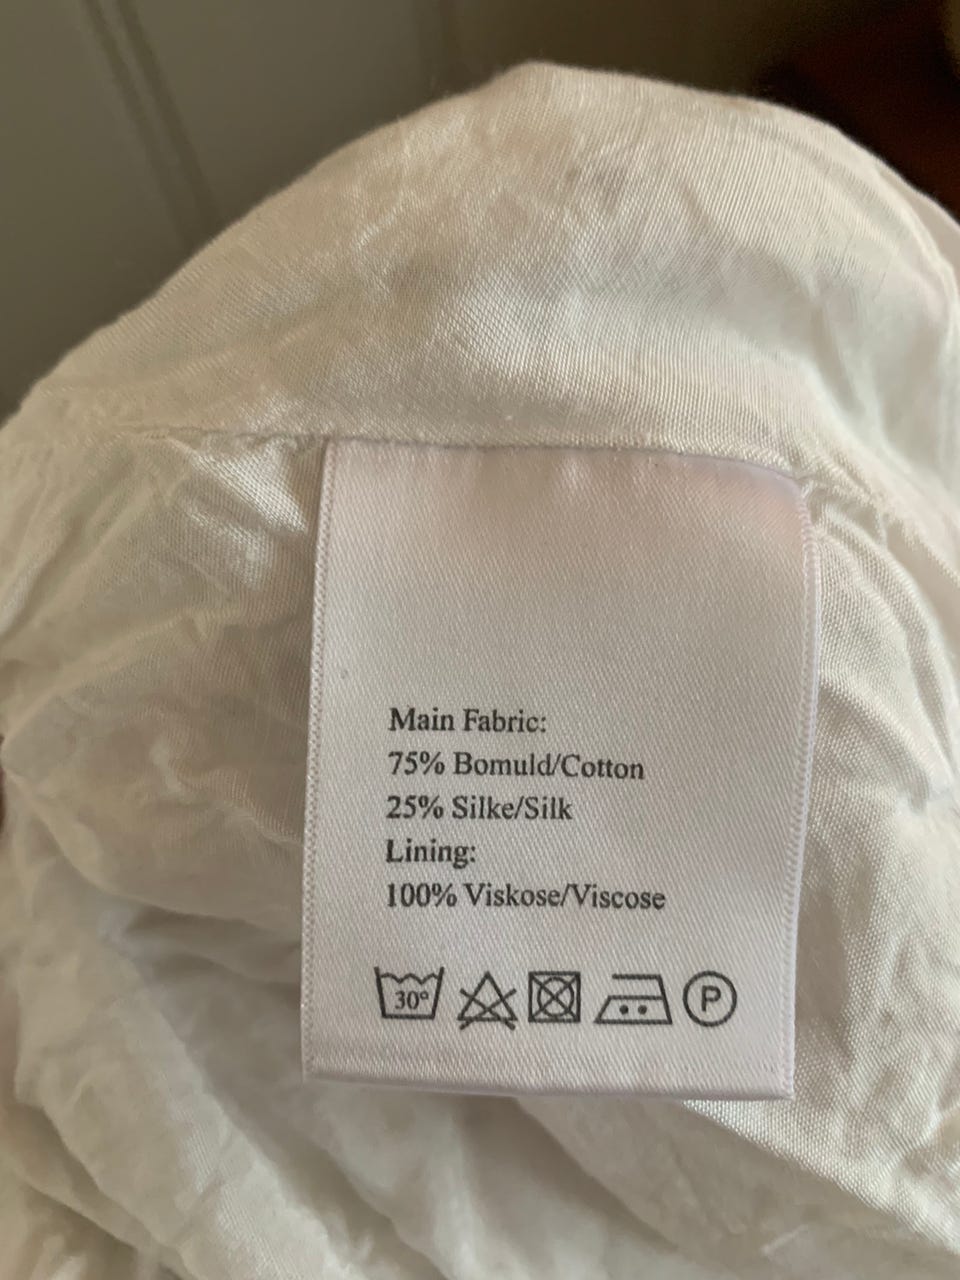 Main Fabric:
75% Bomuld/Cotton
25% Silke/Silk
Lining:
100% Viskose/Viscose
30°
P